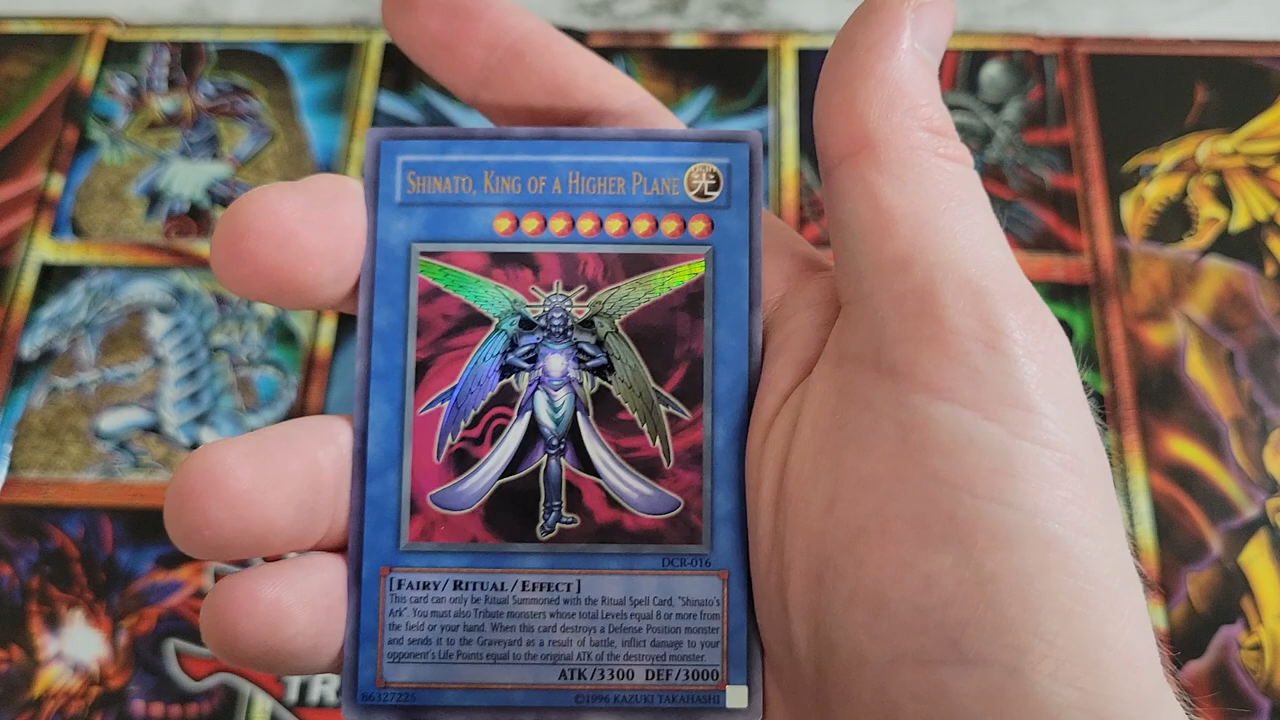 SHINATO, KING OF A HIGHER PLANE
光
DCR-016
[FAIRY/RITUAL/EFFECT]
This card can only be Ritual Summoned with the Ritual Spell Card, "Shinato's
Ark". You must also Tribute monsters whose total Levels equal 8 or more from
the field or your hand. When this card destroys a Defense Position monster
and sends it to the Graveyard as a result of battle, inflict damage to your
opponent's Life Points equal to the original ATK of the destroyed monster.
ATK/3300 DEF/3000
86327225 ©1996 KAZUKI TAKAHASHI
TR